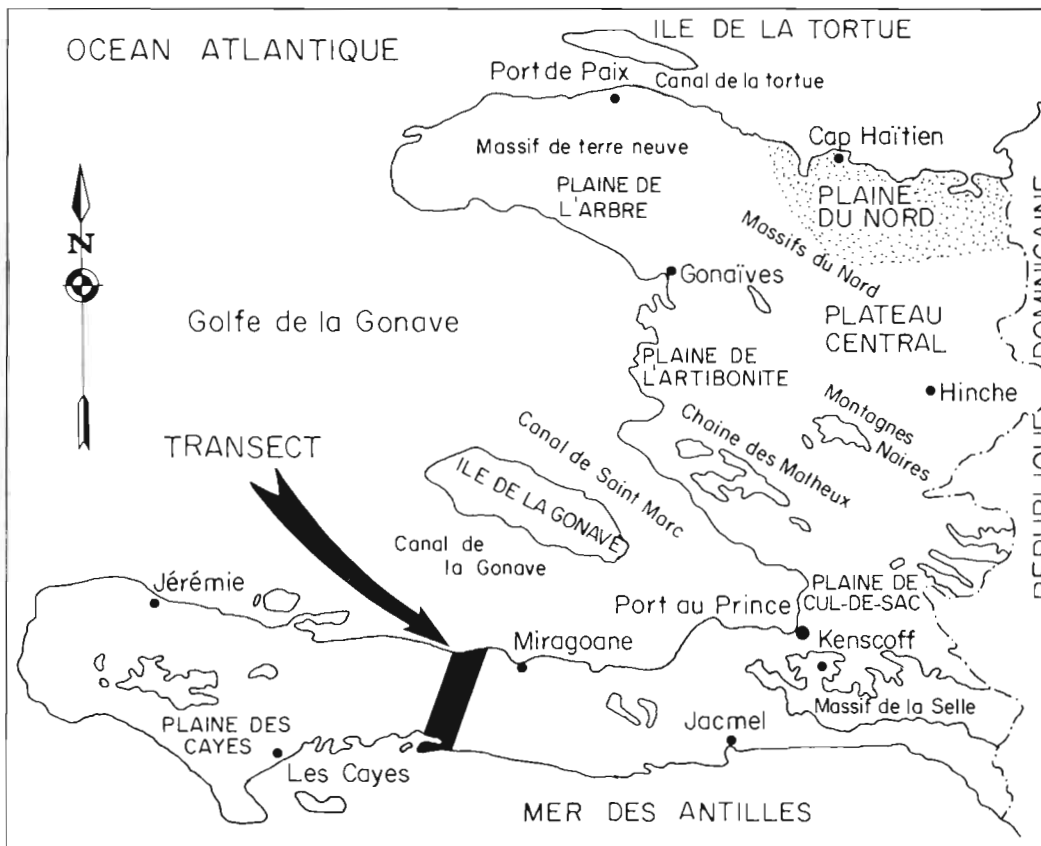 OCEAN ATLANTIQUE
ILE DE LA TORTUE
Port de Paix
Canal de la tortue
Cap Haïtien
Massif de terre neuve
PLAINE DE
L'ARBRE
PLAINE
DU NORD
Massifs du Nord
N
Gonaïves
Golfe de la Gonave
PLATEAU
CENTRAL
REPUBLIQUE DOMINICAINE
PLAINE DE
L'ARTIBONITE
Hinche
Montagnes
Noires
Chaine des Matheux
TRANSECT
Canal de Saint Marc
ILE DE LA GONAVE
Canal de
la Gonave
Jérémie
Port au Prince
PLAINE DE
CUL-DE-SAC
Miragoane
Kenscoff
Massif de la Selle
PLAINE DES
CAYES
Jacmel
Les Cayes
MER DES ANTILLES